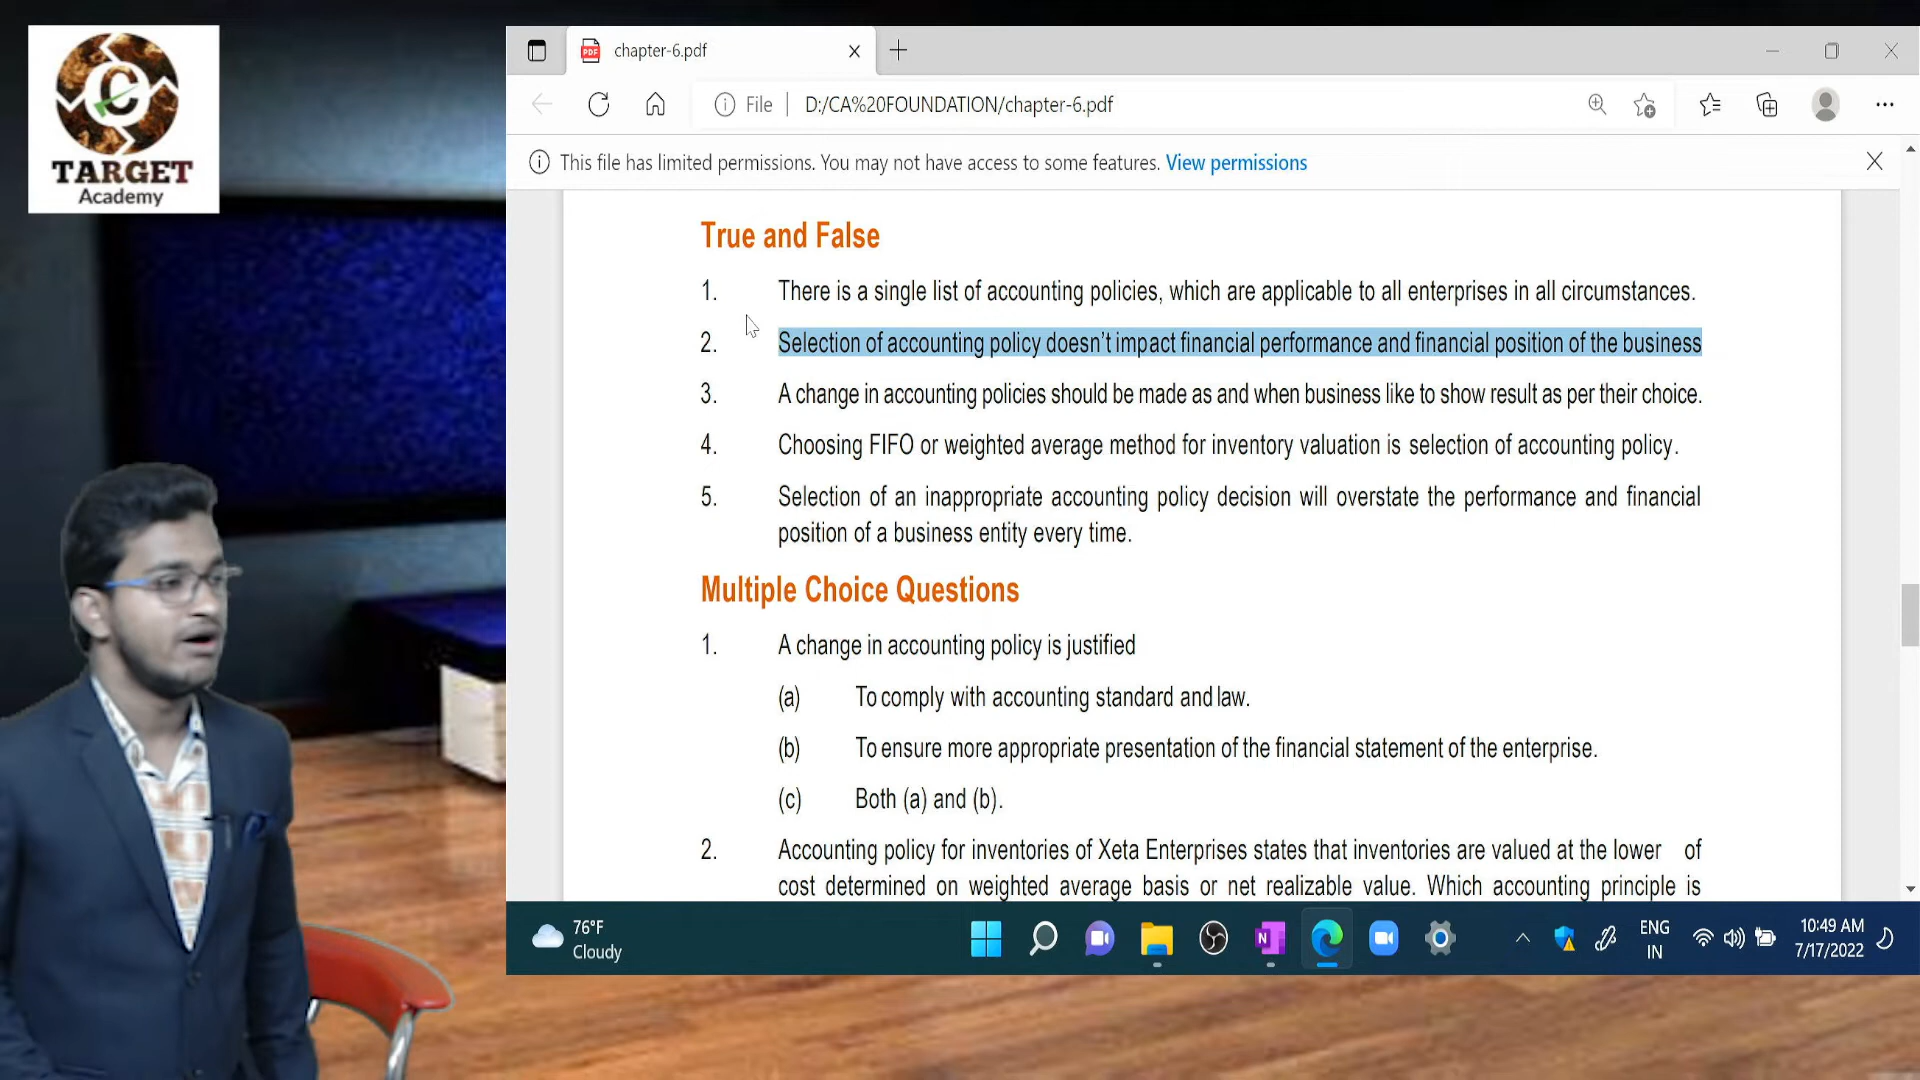 C
TARGET
Academy
chapter-6.pdf
File
D:/CA%20FOUNDATION/chapter-6.pdf
This file has limited permissions. You may not have access to some features. View permissions
True and False
1. There is a single list of accounting policies, which are applicable to all enterprises in all circumstances.
2. Selection of accounting policy doesn't impact financial performance and financial position of the business
3. A change in accounting policies should be made as and when business like to show result as per their choice.
4. Choosing FIFO or weighted average method for inventory valuation is selection of accounting policy.
5. Selection of an inappropriate accounting policy decision will overstate the performance and financial
position of a business entity every time.
Multiple Choice Questions
1. A change in accounting policy is justified
(a) To comply with accounting standard and law.
(b) To ensure more appropriate presentation of the financial statement of the enterprise.
(c) Both (a) and (b).
2. Accounting policy for inventories of Xeta Enterprises states that inventories are valued at the lower of
cost determined on weighted average basis or net realizable value. Which accounting principle is
76°F
Cloudy
ENG
IN
10:49 AM
7/17/2022